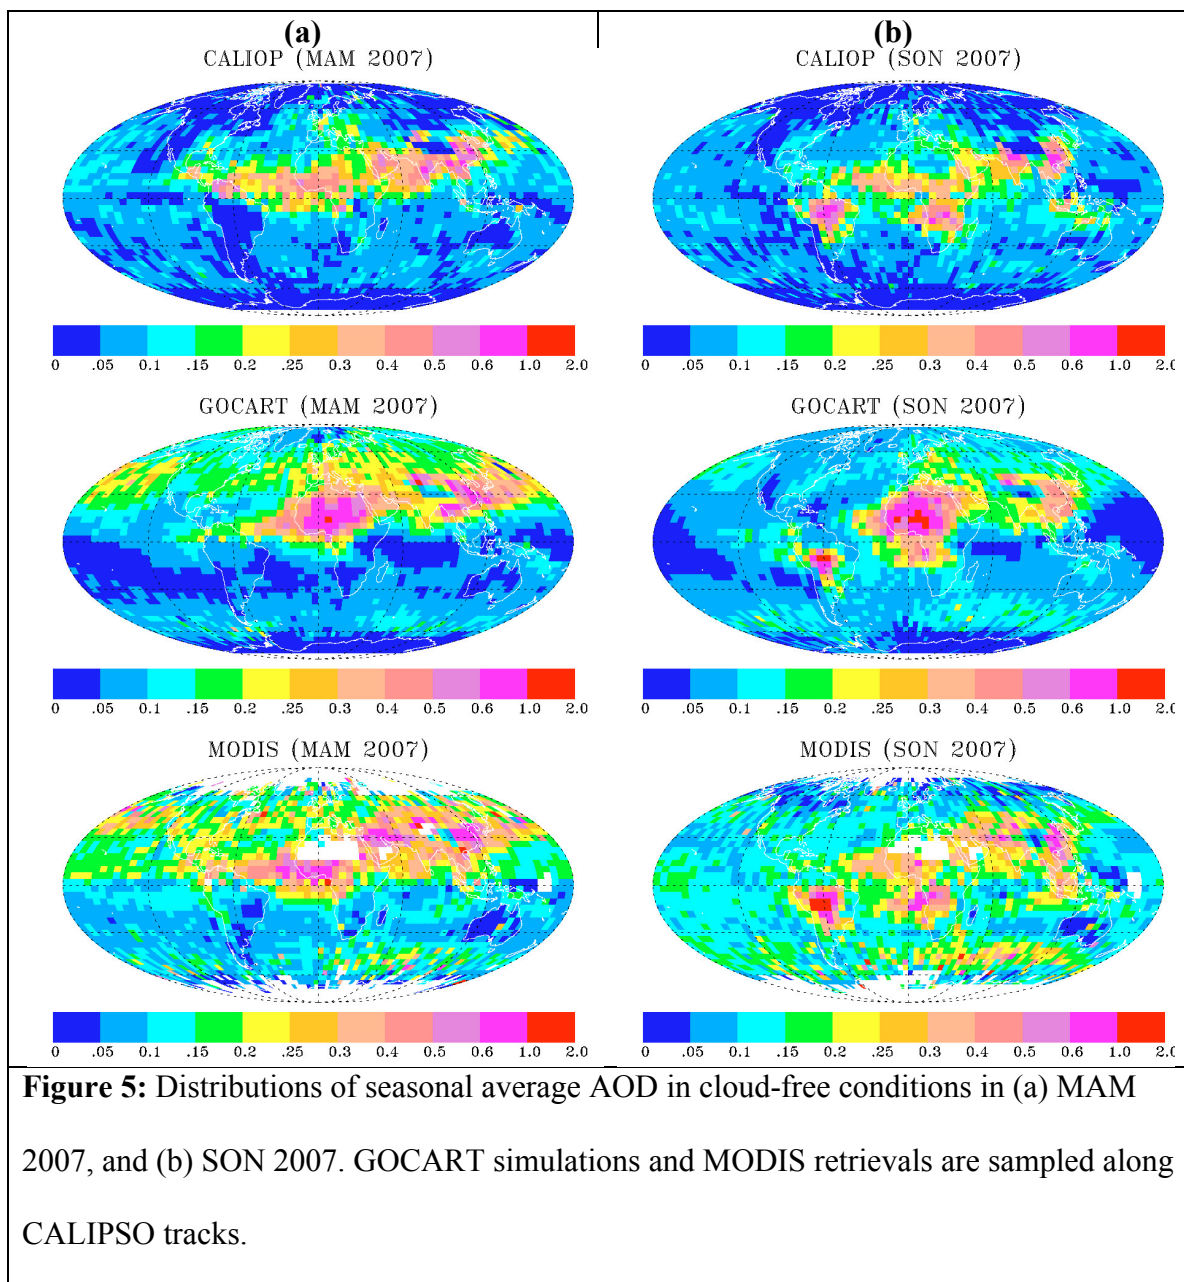 (a)
(b)
CALIOP (MAM 2007)
CALIOP (SON 2007)
0 .05 0.1 .15 0.2 .25 0.3 0.4 0.5 0.6 1.0 2.0
0 .05 0.1 .15 0.2 .25 0.3 0.4 0.5 0.6 1.0 2.0
GOCART (MAM 2007)
GOCART (SON 2007)
0 .05 0.1 .15 0.2 .25 0.3 0.4 0.5 .6 1.0 2.0
0 .05 0.1 .15 0.2 .25 0.3 0.4 0.5 0.6 1.0 2.0
MODIS (MAM 2007)
MODIS (SON 2007)
0 .05 0.1 .15 0.2 .25 0.3 0.4 0.5 0.6 1.0 2.0
0 .05 0.1 .15 0.2 .25 0.3 0.4 0.5 0.6 1.0 2.0
Figure 5: Distributions of seasonal average AOD in cloud-free conditions in (a) MAM
2007, and (b) SON 2007. GOCART simulations and MODIS retrievals are sampled along
CALIPSO tracks.